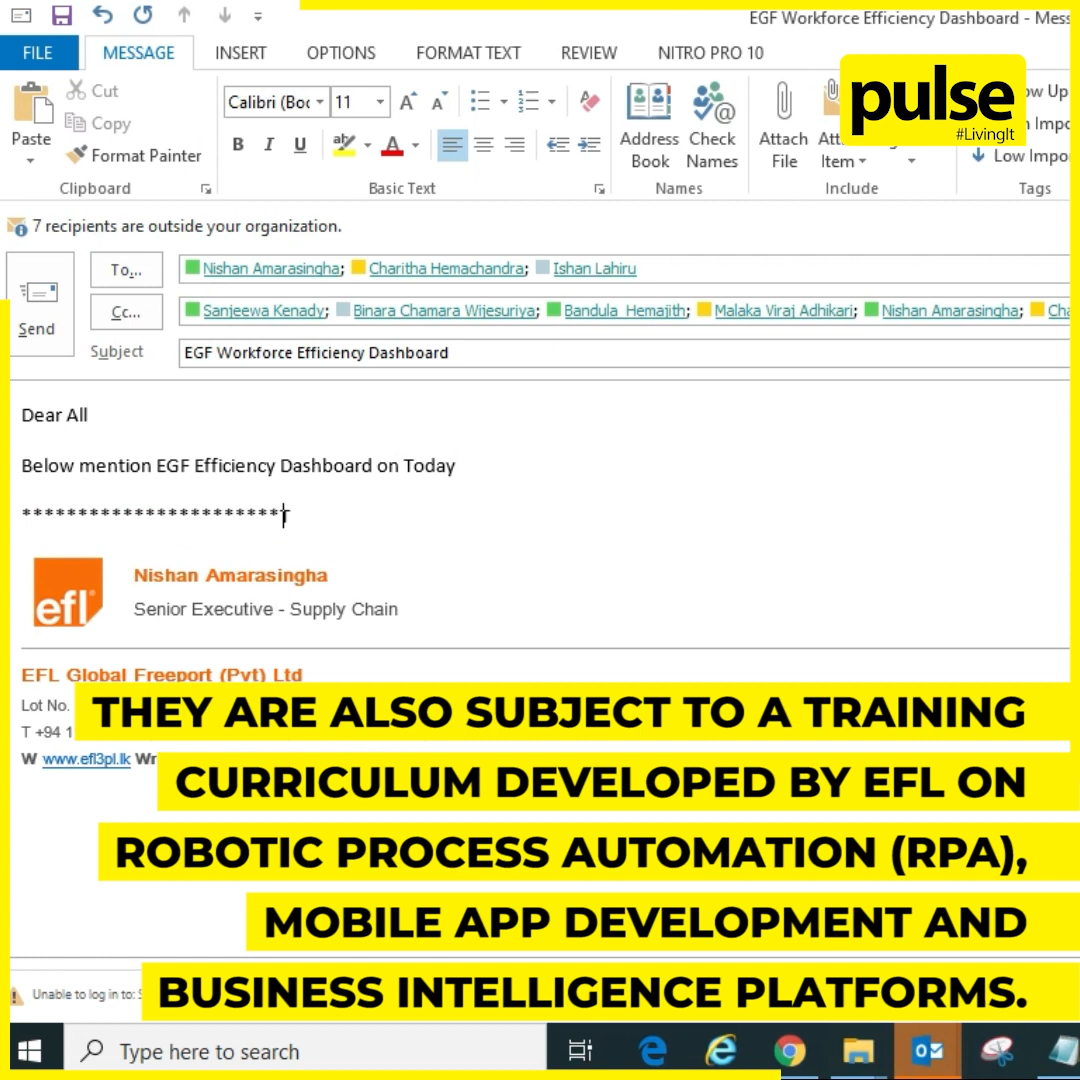 EGF Workforce Efficiency Dashboard - Mess
FILE MESSAGE INSERT OPTIONS FORMAT TEXT REVIEW NITRO PRO 10
pulse
#LivingIt
Paste
Cut
Copy
Format Painter
Clipboard
Calibri (Boc 11
B I U
Basic Text
Address Book
Check Names
Names
Attach File
Item
Include
Low Impo
Tags
7 recipients are outside your organization.
Send
To... Nishan Amarasingha; Charitha Hemachandra; Ishan Lahiru
Cc... Sanjeewa Kenady; Binara Chamara Wijesuriya; Bandula Hemajith; Malaka Viraj Adhikari; Nishan Amarasingha; Cha
Subject EGF Workforce Efficiency Dashboard
Dear All
Below mention EGF Efficiency Dashboard on Today
***********************
efl
Nishan Amarasingha
Senior Executive - Supply Chain
EFL Global Freeport (Pvt) Ltd
Lot No.
T +94 1
W www.efl3pl.lk Wr
THEY ARE ALSO SUBJECT TO A TRAINING
CURRICULUM DEVELOPED BY EFL ON
ROBOTIC PROCESS AUTOMATION (RPA),
MOBILE APP DEVELOPMENT AND
BUSINESS INTELLIGENCE PLATFORMS.
Unable to log in to:
Type here to search